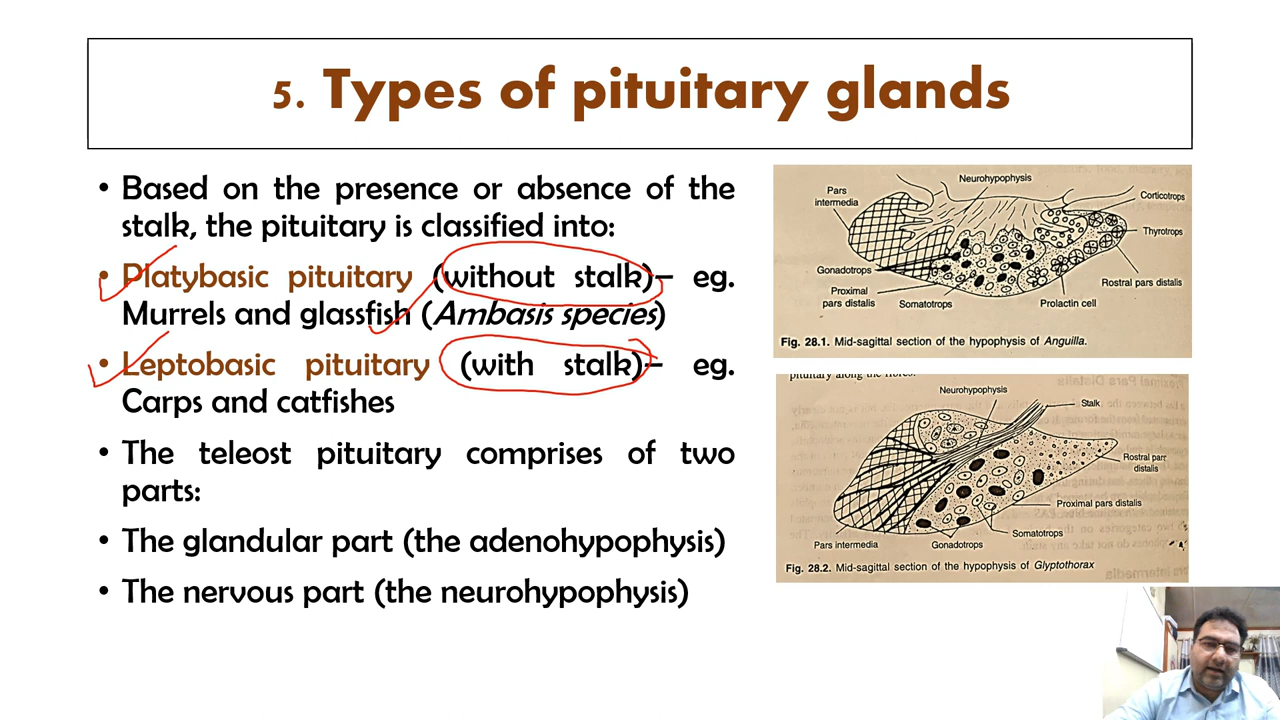 5. Types of pituitary glands
• Based on the presence or absence of the
stalk, the pituitary is classified into:
• Platybasic pituitary (without stalk)– eg.
Murrels and glassfish (Ambasis species)
• Leptobasic pituitary (with stalk)– eg.
Carps and catfishes
• The teleost pituitary comprises of two
parts:
• The glandular part (the adenohypophysis)
• The nervous part (the neurohypophysis)
Neurohypophysis
Pars
intermedia
Corticotrops
Thyrotrops
Gonadotrops
Rostral pars distalis
Proximal
pars distalis
Somatotrops
Prolactin cell
Fig. 28.1. Mid-sagittal section of the hypophysis of Anguilla.
pituitary along the fibres.
Neurohypophysis
Stalk
Rostral pars
distalis
Proximal pars distalis
Somatotrops
Pars intermedia
Gonadotrops
Fig. 28.2. Mid-sagittal section of the hypophysis of Glyptothorax